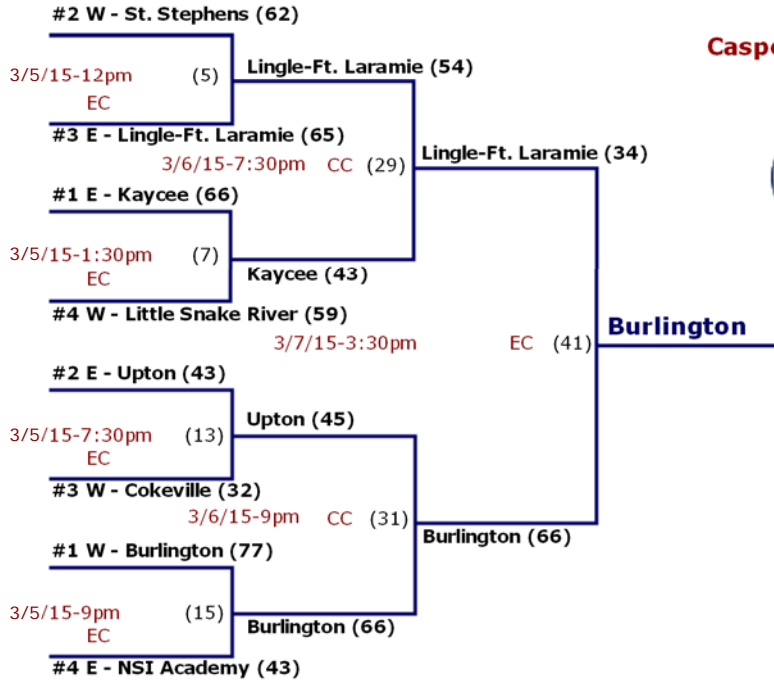 #2 W - St. Stephens (62)
Caspe
Lingle-Ft. Laramie (54)
3/5/15-12pm (5)
EC
#3 E - Lingle-Ft. Laramie (65)
Lingle-Ft. Laramie (34)
3/6/15-7:30pm CC (29)
#1 E - Kaycee (66)
3/5/15-1:30pm (7)
EC
Kaycee (43)
#4 W - Little Snake River (59)
Burlington
3/7/15-3:30pm EC (41)
#2 E - Upton (43)
Upton (45)
3/5/15-7:30pm (13)
EC
#3 W - Cokeville (32)
3/6/15-9pm CC (31)
Burlington (66)
#1 W - Burlington (77)
3/5/15-9pm (15)
EC
Burlington (66)
#4 E - NSI Academy (43)